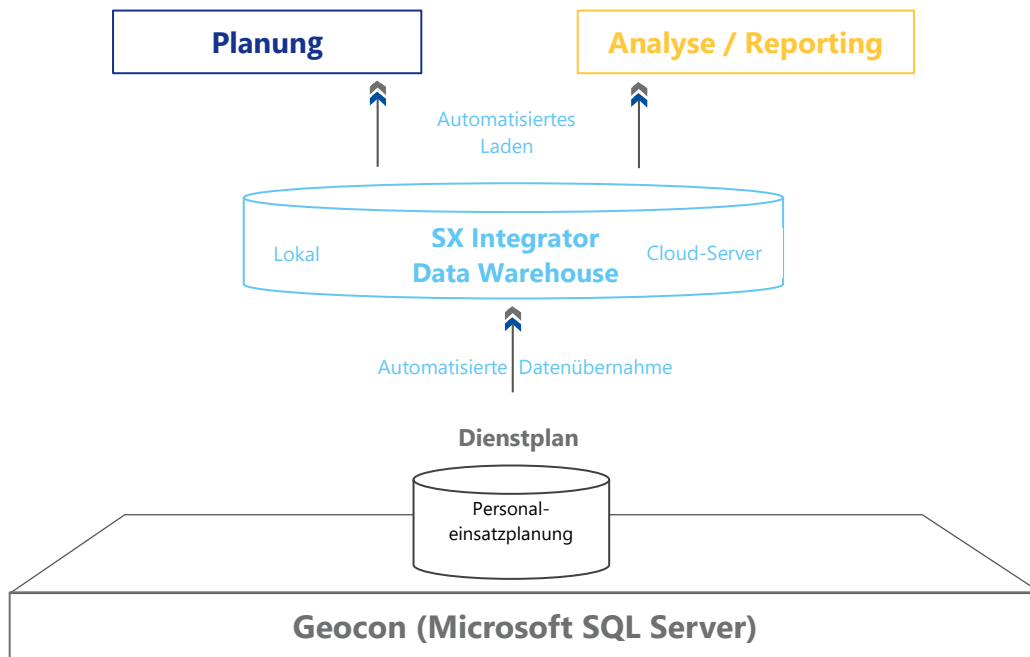 Planung
Analyse / Reporting
Automatisiertes
Laden
SX Integrator
Data Warehouse
Lokal
Cloud-Server
Automatisierte Datenübernahme
Dienstplan
Personal-
einsatzplanung
Geocon (Microsoft SQL Server)